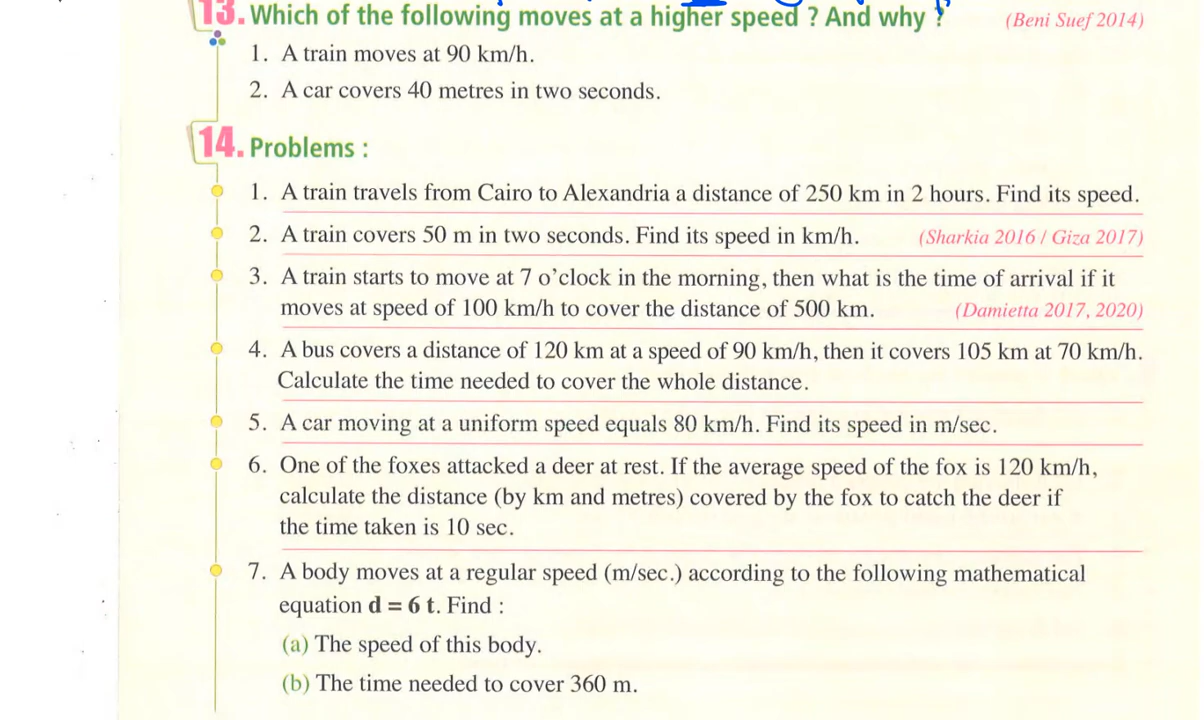 13. Which of the following moves at a higher speed ? And why ? (Beni Suef 2014)
1. A train moves at 90 km/h.
2. A car covers 40 metres in two seconds.
14. Problems :
1. A train travels from Cairo to Alexandria a distance of 250 km in 2 hours. Find its speed.
2. A train covers 50 m in two seconds. Find its speed in km/h. (Sharkia 2016 / Giza 2017)
3. A train starts to move at 7 o’clock in the morning, then what is the time of arrival if it
moves at speed of 100 km/h to cover the distance of 500 km. (Damietta 2017, 2020)
4. A bus covers a distance of 120 km at a speed of 90 km/h, then it covers 105 km at 70 km/h.
Calculate the time needed to cover the whole distance.
5. A car moving at a uniform speed equals 80 km/h. Find its speed in m/sec.
6. One of the foxes attacked a deer at rest. If the average speed of the fox is 120 km/h,
calculate the distance (by km and metres) covered by the fox to catch the deer if
the time taken is 10 sec.
7. A body moves at a regular speed (m/sec.) according to the following mathematical
equation d = 6 t. Find :
(a) The speed of this body.
(b) The time needed to cover 360 m.